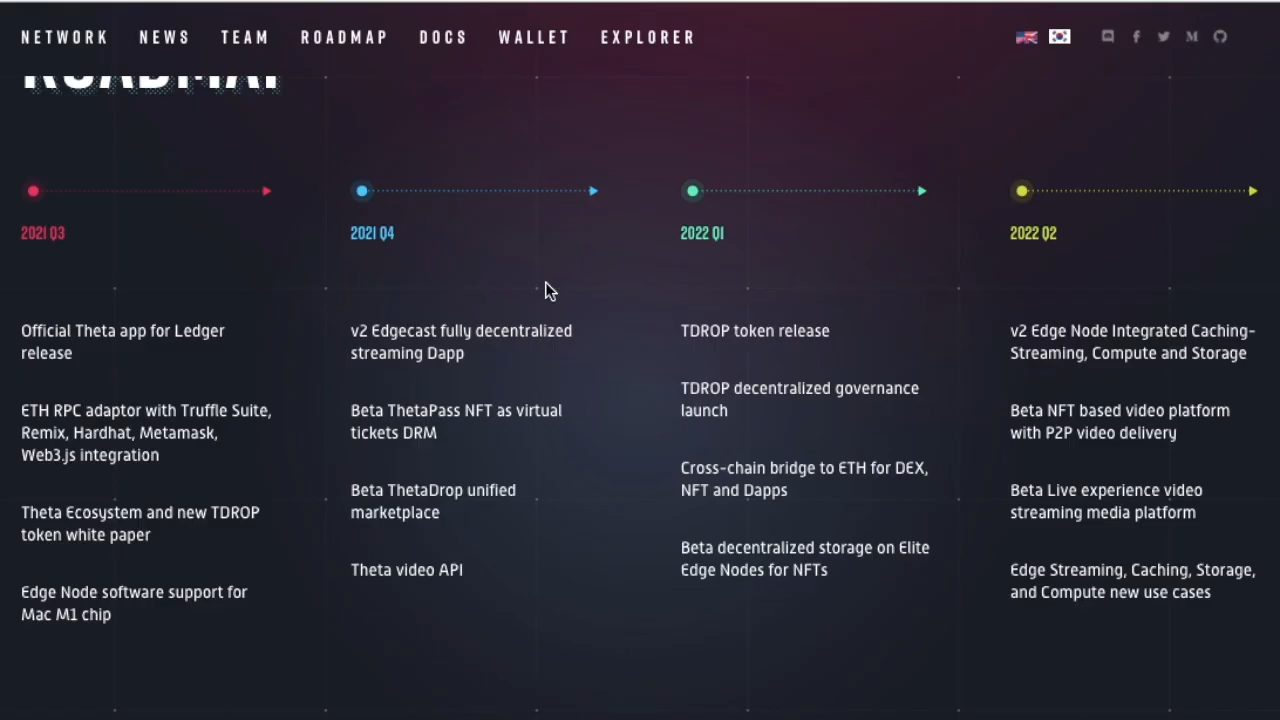 NETWORK NEWS TEAM ROADMAP DOCS WALLET EXPLORER
ROADMAP
2021 Q3
Official Theta app for Ledger
release
ETH RPC adaptor with Truffle Suite,
Remix, Hardhat, Metamask,
Web3.js integration
Theta Ecosystem and new TDROP
token white paper
Edge Node software support for
Mac M1 chip
2021 Q4
v2 Edgecast fully decentralized
streaming Dapp
Beta ThetaPass NFT as virtual
tickets DRM
Beta ThetaDrop unified
marketplace
Theta video API
2022 Q1
TDROP token release
TDROP decentralized governance
launch
Cross-chain bridge to ETH for DEX,
NFT and Dapps
Beta decentralized storage on Elite
Edge Nodes for NFTs
2022 Q2
v2 Edge Node Integrated Caching-
Streaming, Compute and Storage
Beta NFT based video platform
with P2P video delivery
Beta Live experience video
streaming media platform
Edge Streaming, Caching, Storage,
and Compute new use cases